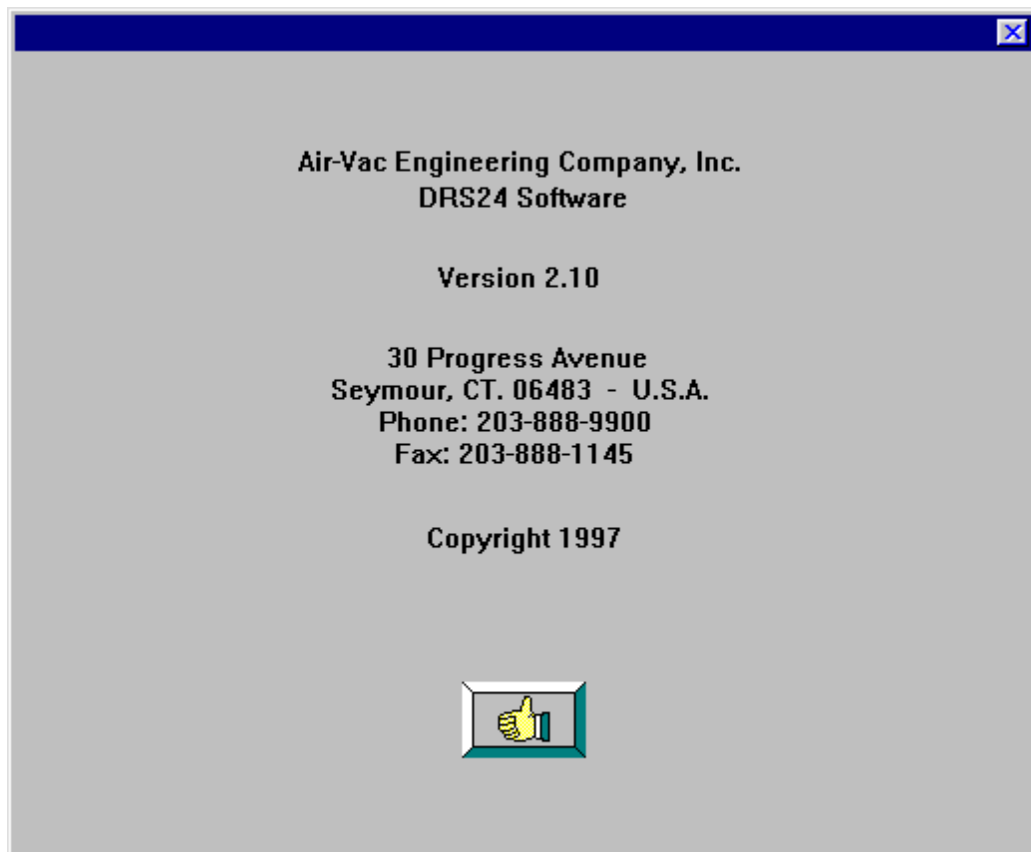 Air-Vac Engineering Company, Inc.
DRS24 Software
Version 2.10
30 Progress Avenue
Seymour, CT. 06483 - U.S.A.
Phone: 203-888-9900
Fax: 203-888-1145
Copyright 1997